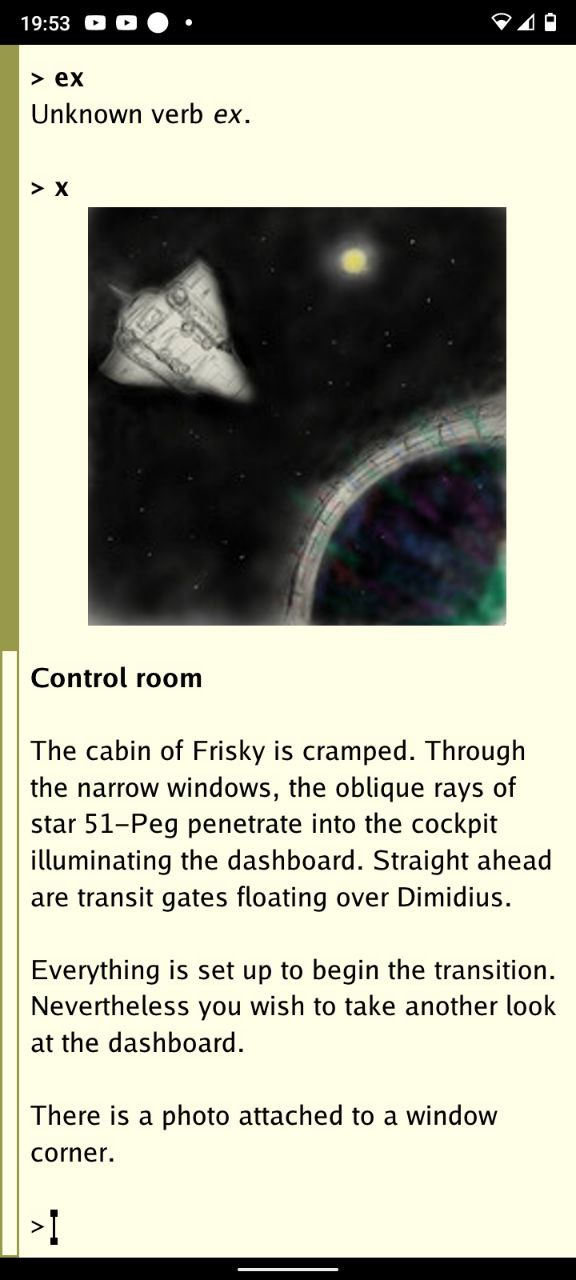 19:53
> ex
Unknown verb ex.
> x
Control room
The cabin of Frisky is cramped. Through
the narrow windows, the oblique rays of
star 51–Peg penetrate into the cockpit
illuminating the dashboard. Straight ahead
are transit gates floating over Dimidius.
Everything is set up to begin the transition.
Nevertheless you wish to take another look
at the dashboard.
There is a photo attached to a window
corner.
>